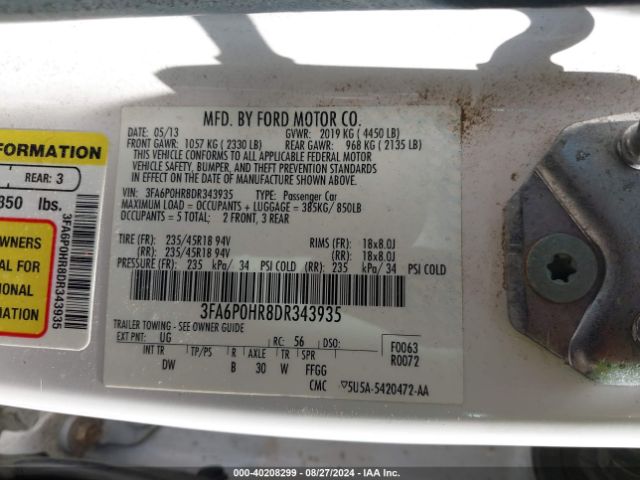 MFD. BY FORD MOTOR CO.
05/13 GVWR: 2019 KG ( 4450 LB)
FRONT GAWR: 1057 KG ( 2330 LB) REAR GAWR: 968 KG ( 2135 LB)
THIS VEHICLE CONFORMS TO ALL APPLICABLE FEDERAL MOTOR
VEHICLE SAFETY, BUMPER, AND THEFT PREVENTION STANDARDS
IN EFFECT ON THE DATE OF MANUFACTURE SHOWN ABOVE.
VIN: 3FA6P0HR8DR343935 TYPE: Passenger Car
MAXIMUM LOAD = OCCUPANTS + LUGGAGE = 385KG/ 850LB
OCCUPANTS = 5 TOTAL; 2 FRONT, 3 REAR
TIRE (FR): 235/45R18 94V RIMS (FR): 18x8.0J
(RR): 235/45R18 94V (RR): 18x8.0J
PRESSURE (FR): 235 kPa/ 34 PSI COLD (RR): 235 kPa/ 34 PSI COLD
3FA6P0HR8DR343935
TRAILER TOWING - SEE OWNER GUIDE
EXT PNT: UG RC: 56 DSO: F0063
R0072
INT TR TP/PS R AXLE TR SPR
DW B 30 W FFGG
CMC ▽5U5A-5420472-AA
FORMATION
REAR: 3
850 lbs.
3FA6P0HR8DR343935
OWNERS
AL FOR
ONAL
TION
000-40208299 - 08/27/2024 - IAA Inc.